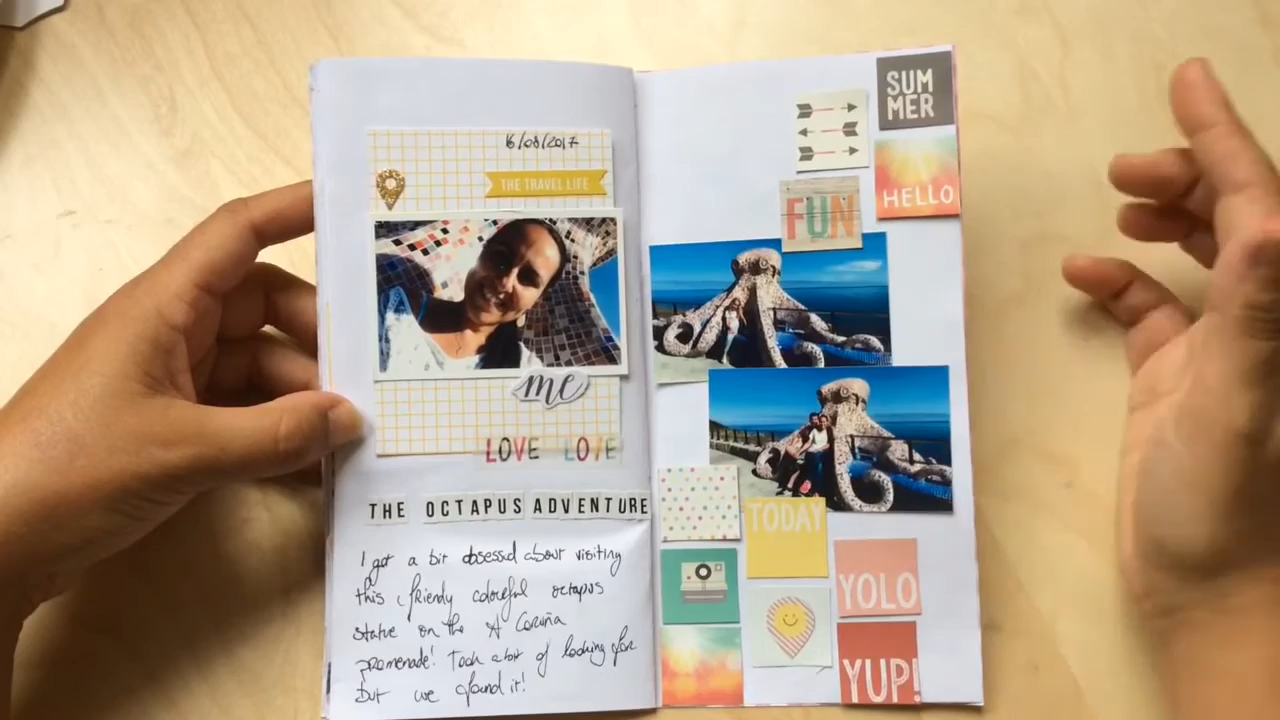 16/08/2017
THE TRAVEL LIFE
me
LOVE LOVE
THE OCTAPUS ADVENTURE
I got a bit obsessed about visiting
this friendly coloreful octopus
statue on the A Coruña
promenade! Took a bit of looking for
but we found it!
SUM
MER
HELLO
FUN
TODAY
YOLO
YUP!